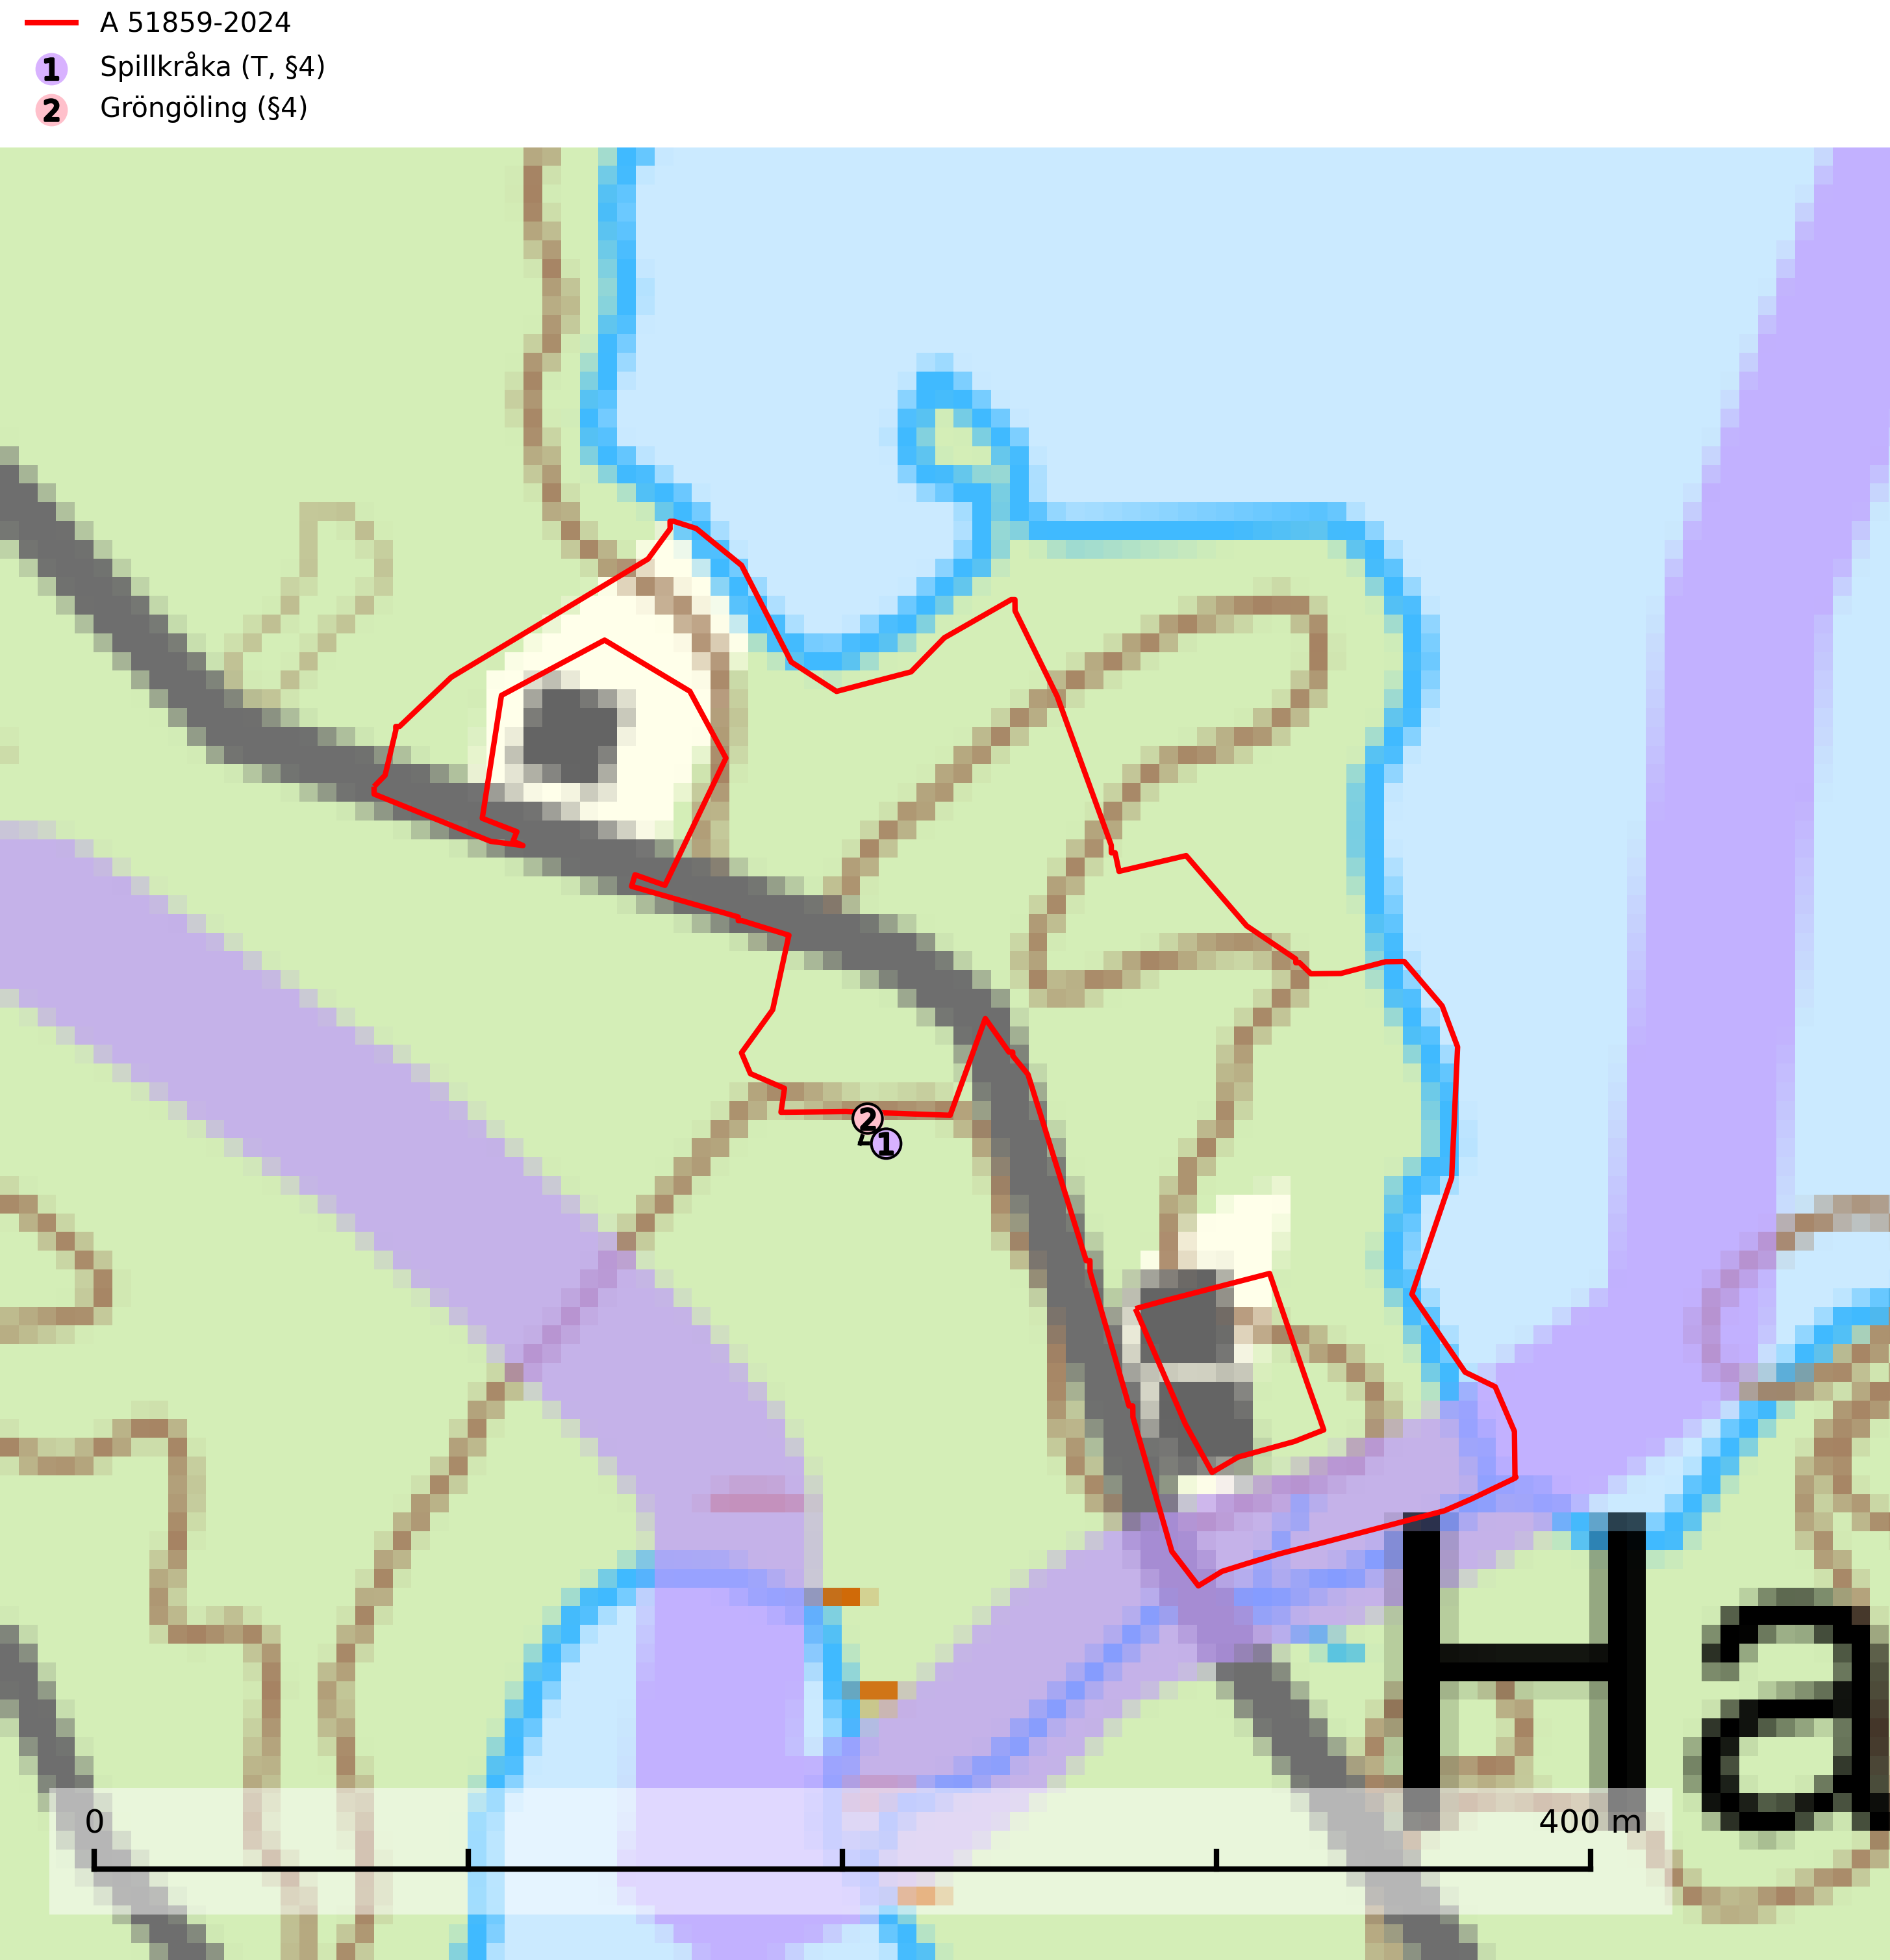 A 51859-2024
1 Spillkråka (T, §4)
2 Gröngöling (§4)
2
1
Ha
0 400 m